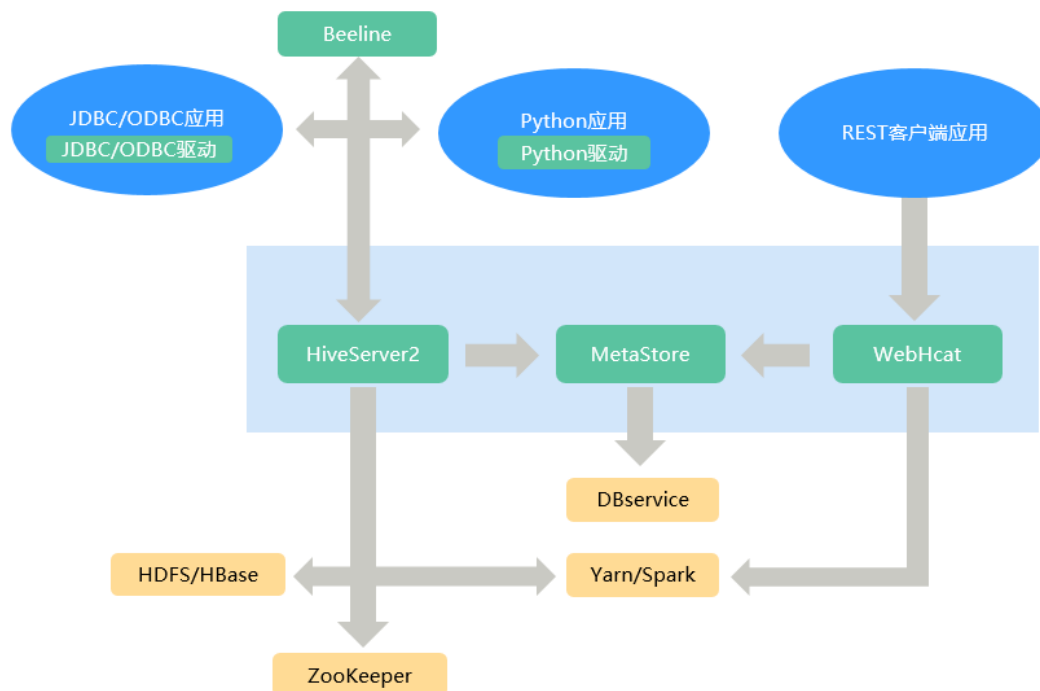 Beeline
JDBC/ODBC应用
JDBC/ODBC驱动
Python应用
Python驱动
REST客户端应用
HiveServer2
MetaStore
WebHcat
DBservice
HDFS/HBase
Yarn/Spark
ZooKeeper